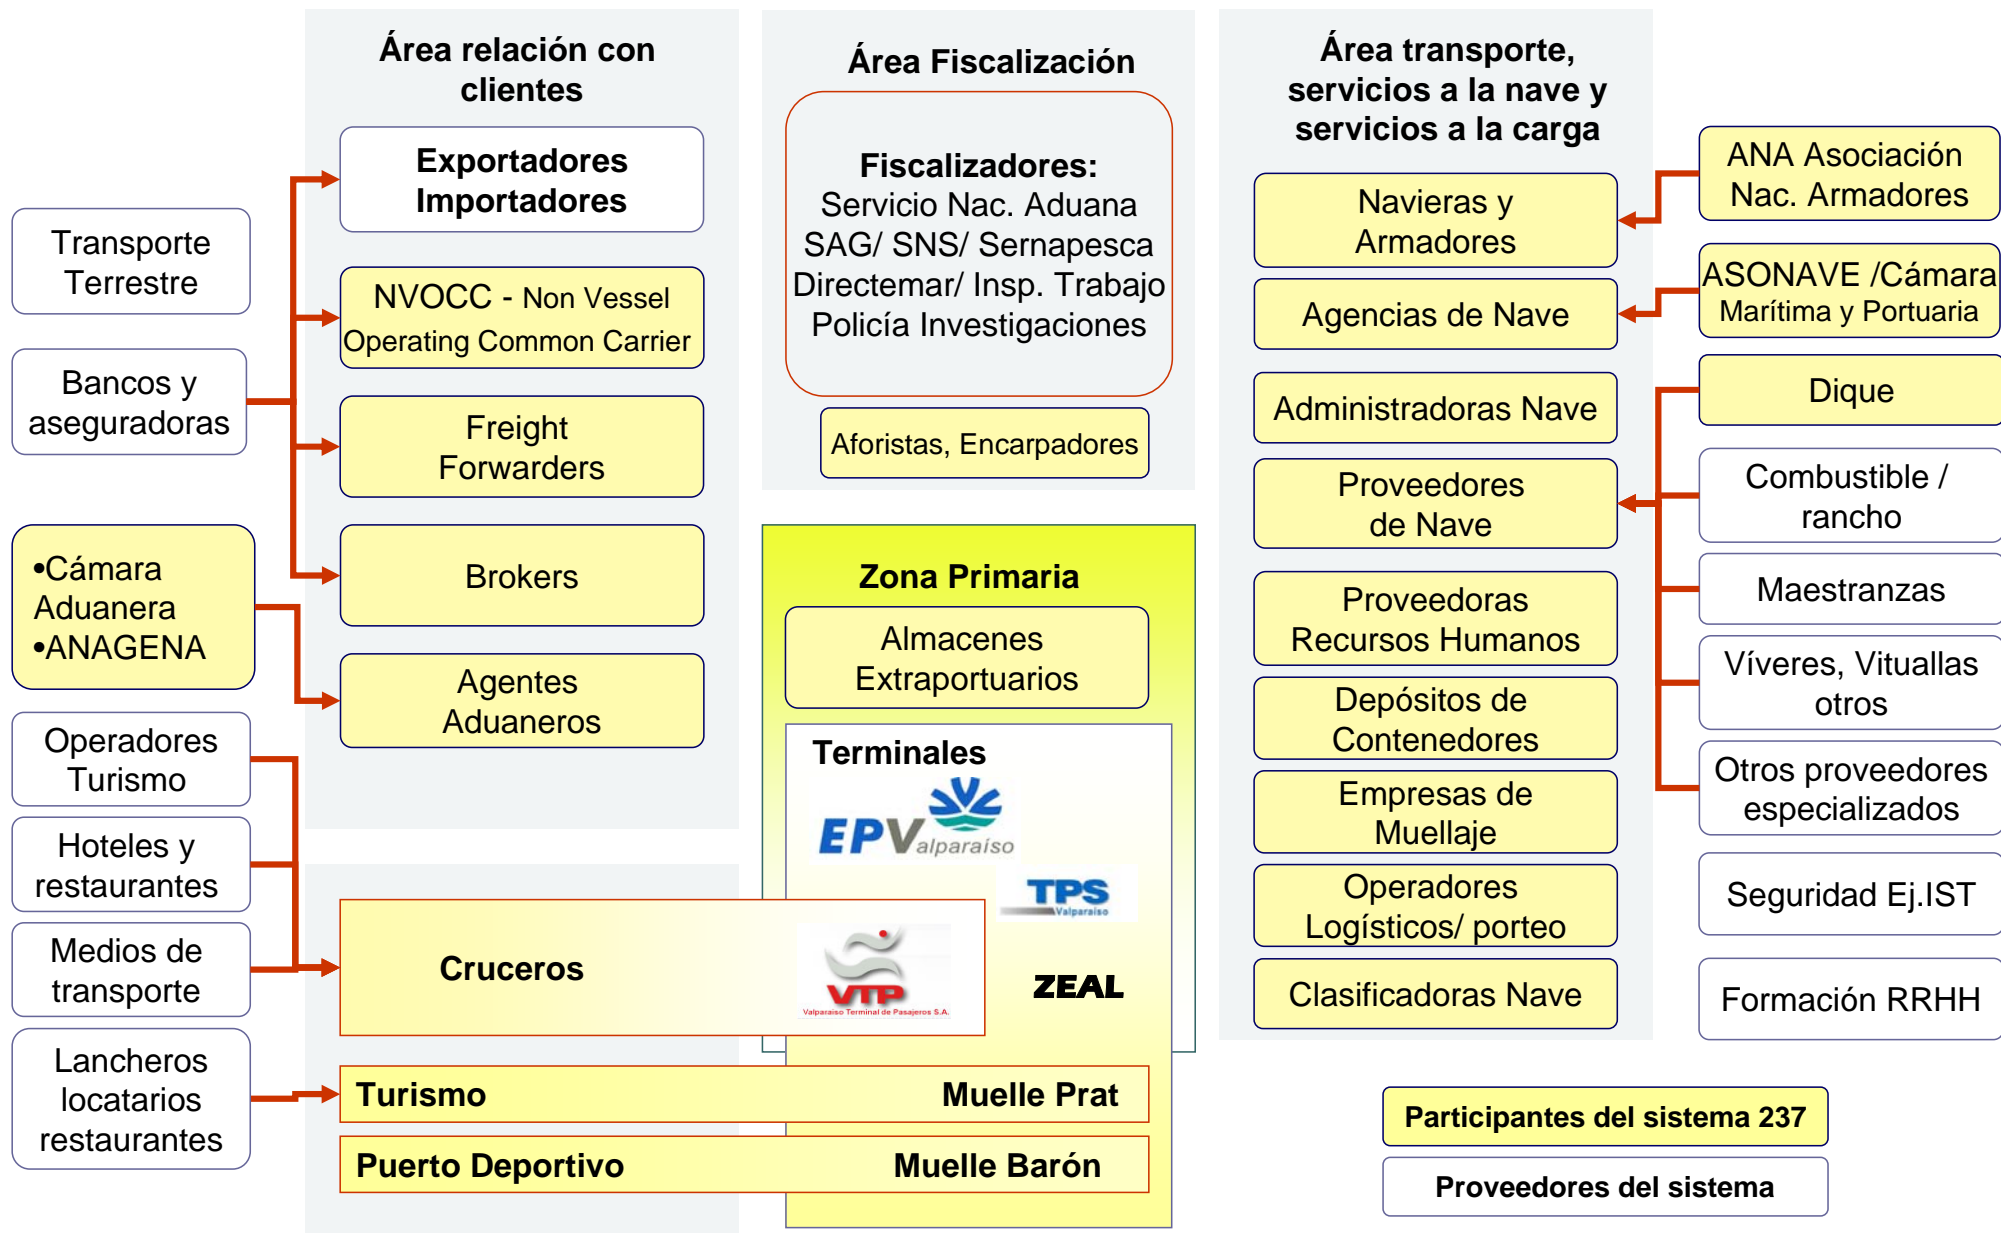 Área relación con
clientes
Exportadores
Importadores
NVOCC - Non Vessel
Operating Common Carrier
Freight
Forwarders
Brokers
Agentes
Aduaneros
Transporte
Terrestre
Bancos y
aseguradoras
•Cámara
Aduanera
•ANAGENA
Operadores
Turismo
Hoteles y
restaurantes
Medios de
transporte
Lancheros
locatarios
restaurantes
Área Fiscalización
Fiscalizadores:
Servicio Nac. Aduana
SAG/ SNS/ Sernapesca
Directemar/ Insp. Trabajo
Policía Investigaciones
Aforistas, Encarpadores
Zona Primaria
Almacenes
Extraportuarios
Terminales
EPValparaíso
TPS
Valparaíso
ZEAL
Cruceros
VTP
Valparaiso Terminal de Pasajeros S.A.
Turismo Muelle Prat
Puerto Deportivo Muelle Barón
Área transporte,
servicios a la nave y
servicios a la carga
Navieras y
Armadores
Agencias de Nave
Administradoras Nave
Proveedores
de Nave
Proveedoras
Recursos Humanos
Depósitos de
Contenedores
Empresas de
Muellaje
Operadores
Logísticos/ porteo
Clasificadoras Nave
ANA Asociación
Nac. Armadores
ASONAVE /Cámara
Marítima y Portuaria
Dique
Combustible /
rancho
Maestranzas
Víveres, Vituallas
otros
Otros proveedores
especializados
Seguridad Ej.IST
Formación RRHH
Participantes del sistema 237
Proveedores del sistema